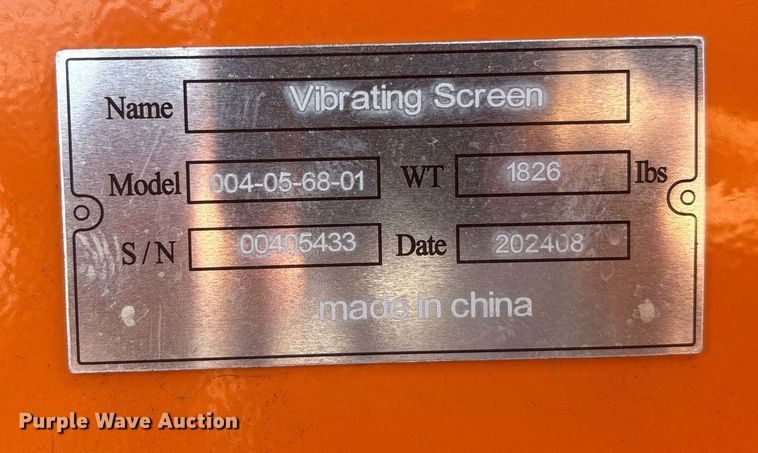 Name Vibrating Screen
Model 004-05-68-01 WT 1826 lbs
S/N 00405433 Date 202408
made in china
Purple Wave Auction